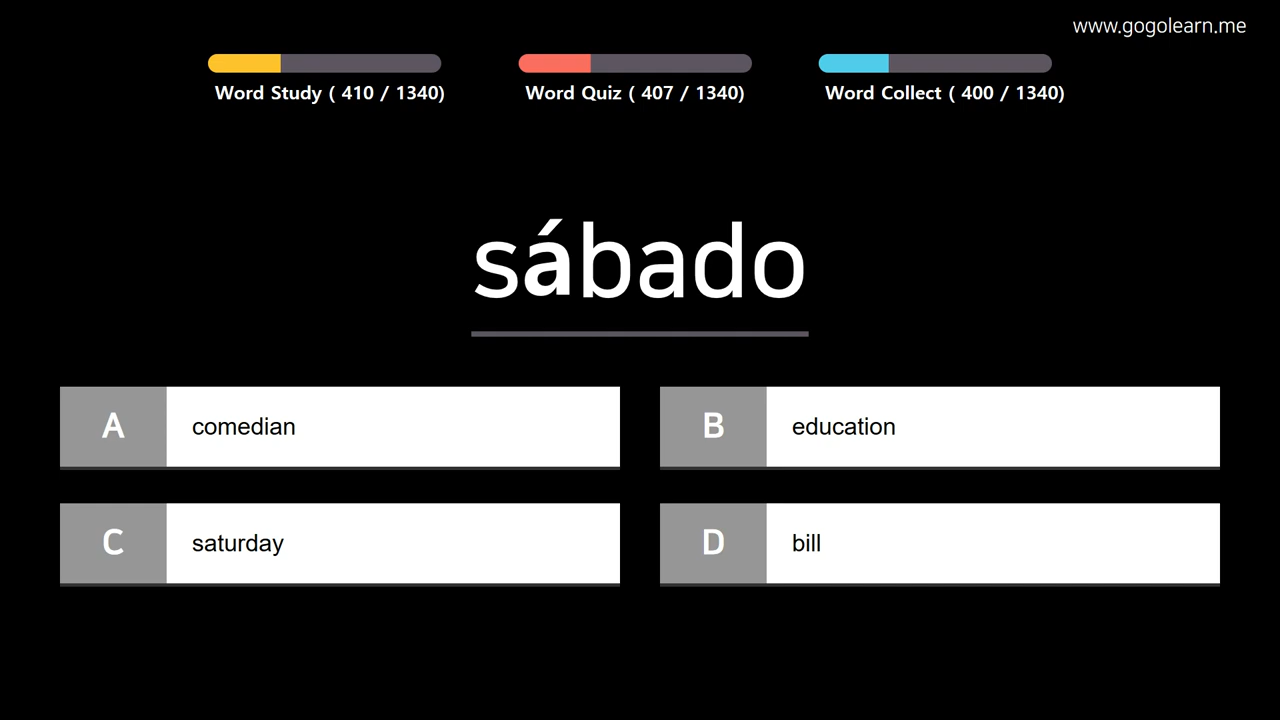 www.gogolearn.me
Word Study ( 410 / 1340)
Word Quiz ( 407 / 1340)
Word Collect ( 400 / 1340)
sábado
A comedian
B education
C saturday
D bill